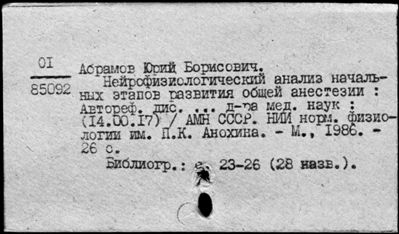 01
85092
Абрамов Юрий Борисович.
Нейрофизиологический анализ началь-
ных этапов развития общей анестезии :
Автореф. дис. ... д-ра мед. наук :
(14.00.17) / АМН СССР. НИИ норм. физио-
логии им. П.К. Анохина. - М., 1986. -
26 с.
Библиогр.: с. 23-26 (28 назв.).